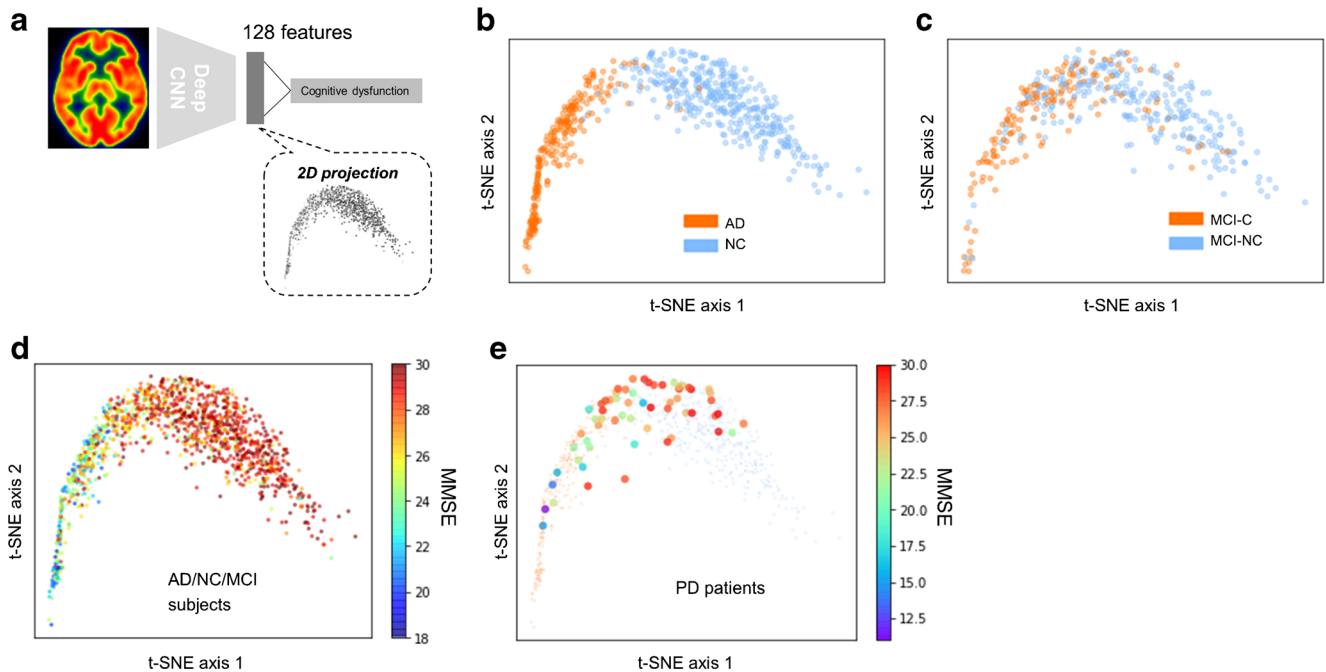 a
128 features
Deep
CNN
Cognitive dysfunction
2D projection
b
t-SNE axis 2
AD
NC
t-SNE axis 1
c
t-SNE axis 2
MCI-C
MCI-NC
t-SNE axis 1
d
t-SNE axis 2
AD/NC/MCI
subjects
t-SNE axis 1
30
28
26
24
22
20
18
MMSE
e
t-SNE axis 2
PD patients
t-SNE axis 1
30.0
27.5
25.0
22.5
20.0
17.5
15.0
12.5
MMSE